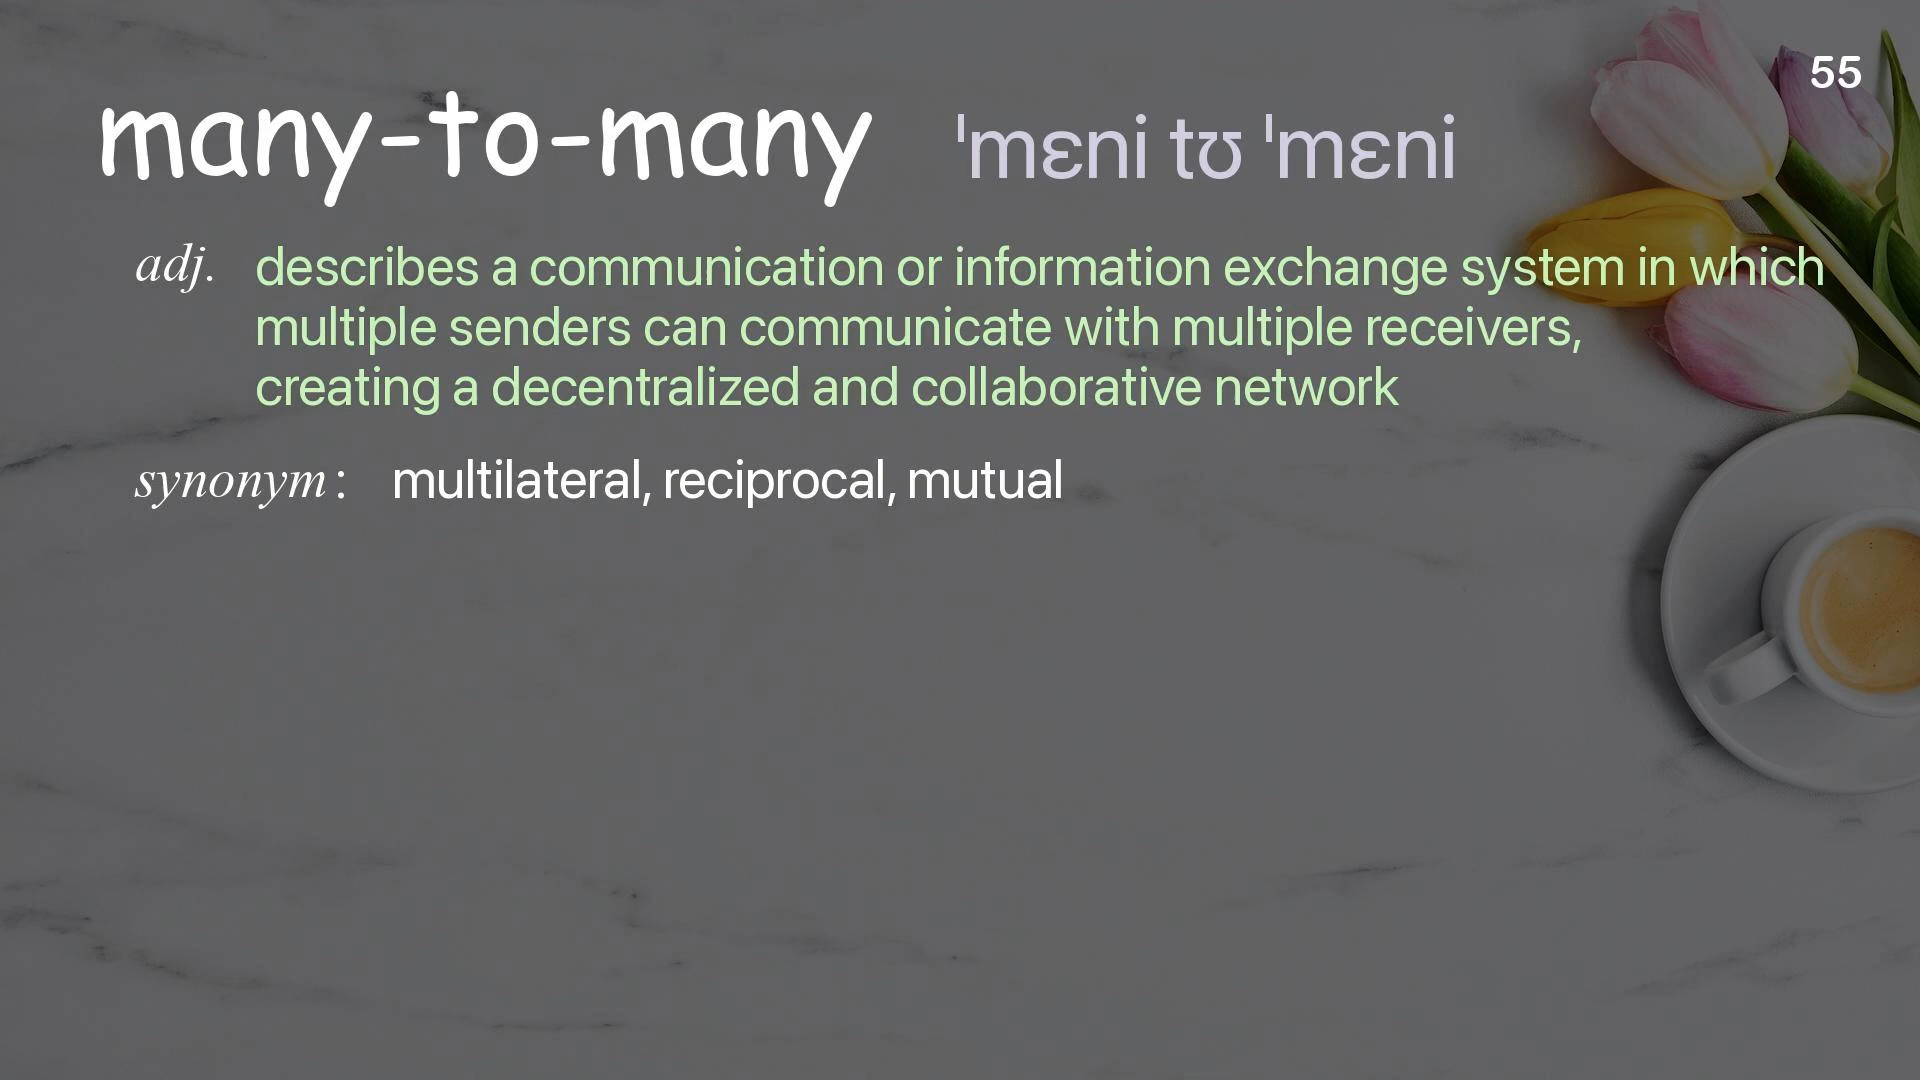 55
many-to-many ˈmɛni tʊ ˈmɛni
adj. describes a communication or information exchange system in which
multiple senders can communicate with multiple receivers,
creating a decentralized and collaborative network
synonym : multilateral, reciprocal, mutual